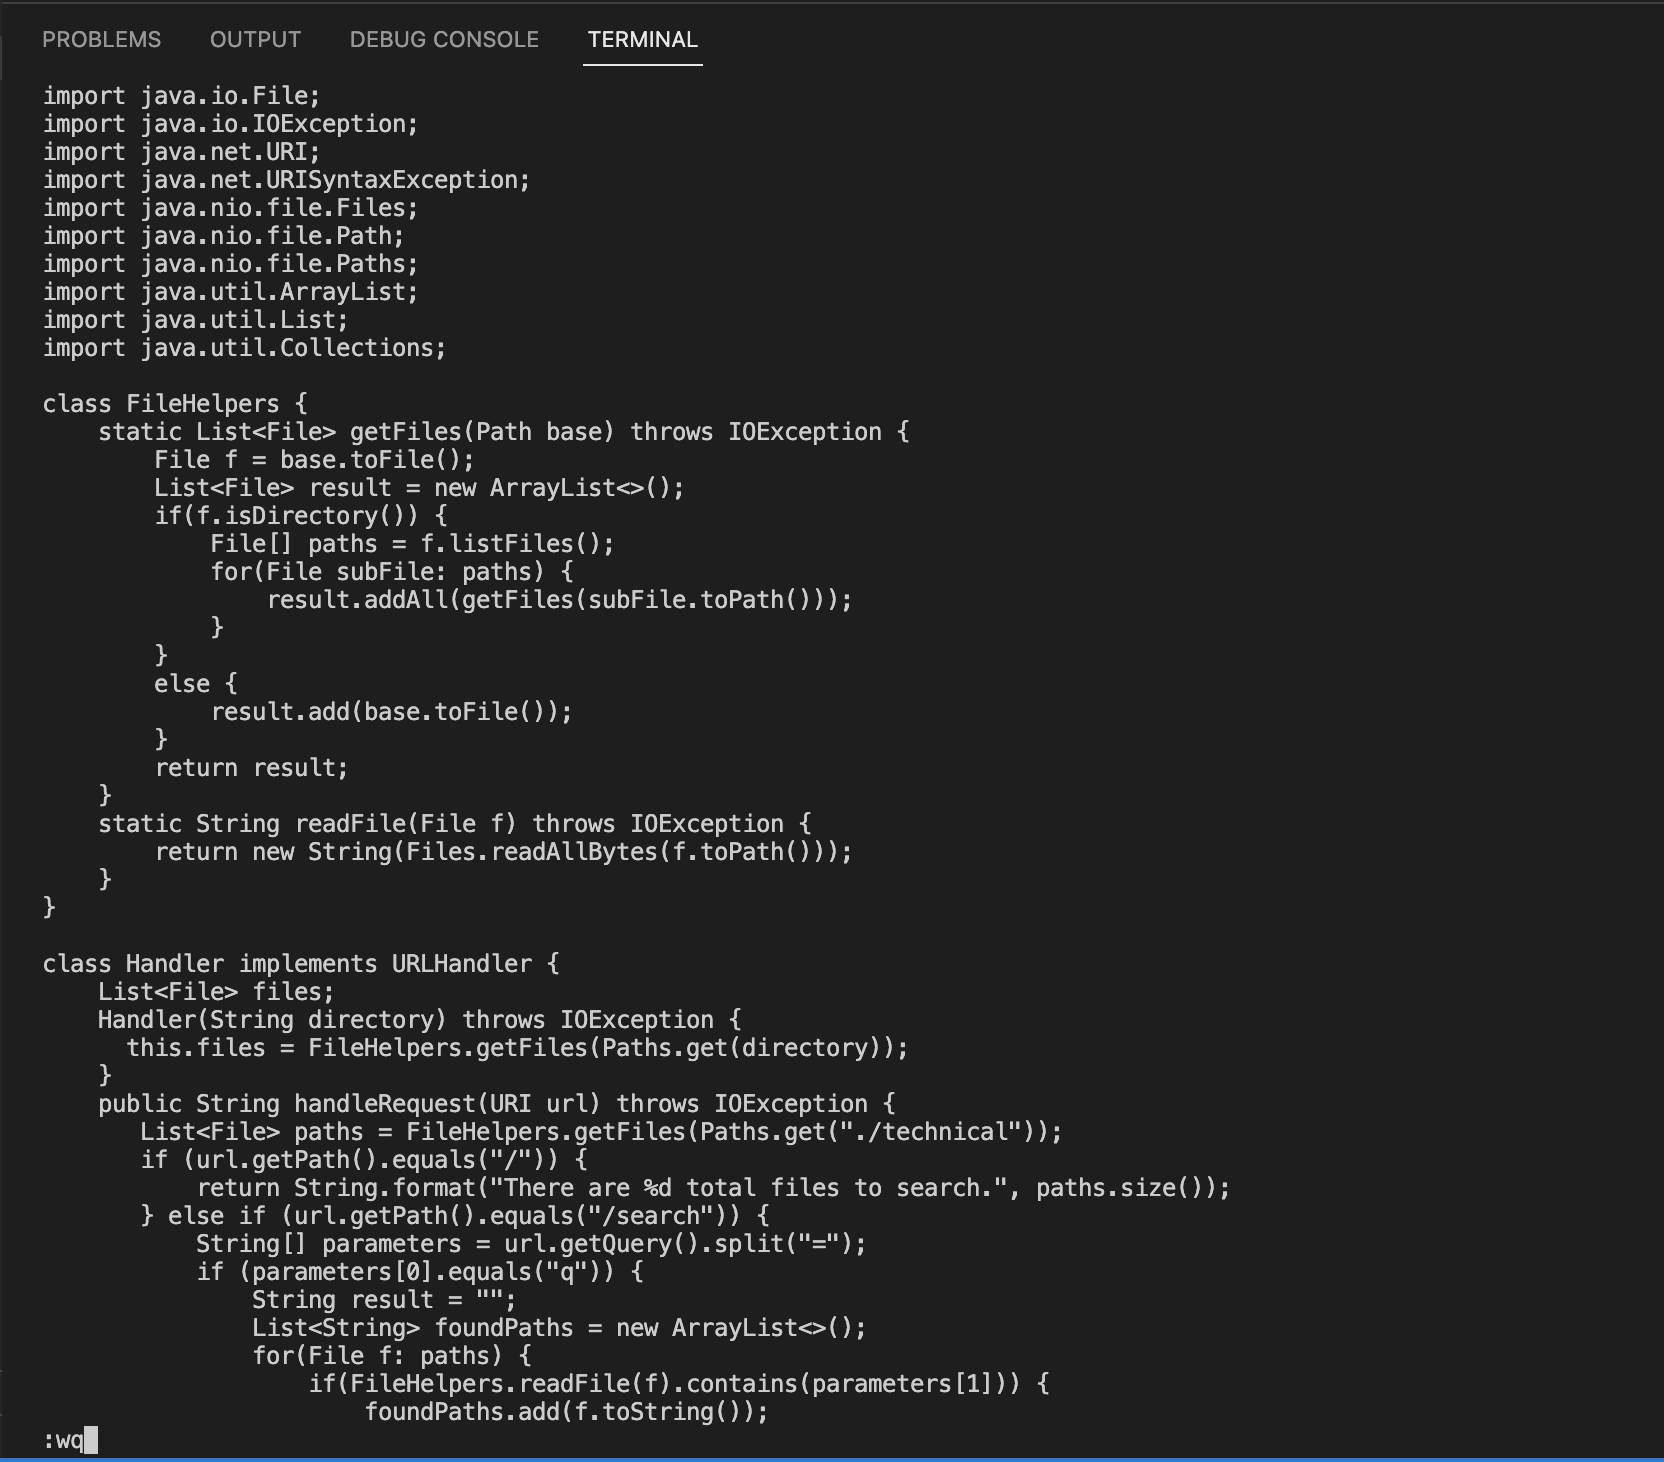 PROBLEMS OUTPUT DEBUG CONSOLE TERMINAL
import java.io.File;
import java.io.IOException;
import java.net.URI;
import java.net.URISyntaxException;
import java.nio.file.Files;
import java.nio.file.Path;
import java.nio.file.Paths;
import java.util.ArrayList;
import java.util.List;
import java.util.Collections;

class FileHelpers {
    static List<File> getFiles(Path base) throws IOException {
        File f = base.toFile();
        List<File> result = new ArrayList<>();
        if(f.isDirectory()) {
            File[] paths = f.listFiles();
            for(File subFile: paths) {
                result.addAll(getFiles(subFile.toPath()));
            }
        }
        else {
            result.add(base.toFile());
        }
        return result;
    }
    static String readFile(File f) throws IOException {
        return new String(Files.readAllBytes(f.toPath()));
    }
}

class Handler implements URLHandler {
    List<File> files;
    Handler(String directory) throws IOException {
      this.files = FileHelpers.getFiles(Paths.get(directory));
    }
    public String handleRequest(URI url) throws IOException {
       List<File> paths = FileHelpers.getFiles(Paths.get("./technical"));
       if (url.getPath().equals("/")) {
           return String.format("There are %d total files to search.", paths.size());
       } else if (url.getPath().equals("/search")) {
           String[] parameters = url.getQuery().split("=");
           if (parameters[0].equals("q")) {
               String result = "";
               List<String> foundPaths = new ArrayList<>();
               for(File f: paths) {
                   if(FileHelpers.readFile(f).contains(parameters[1])) {
                       foundPaths.add(f.toString());
:wq